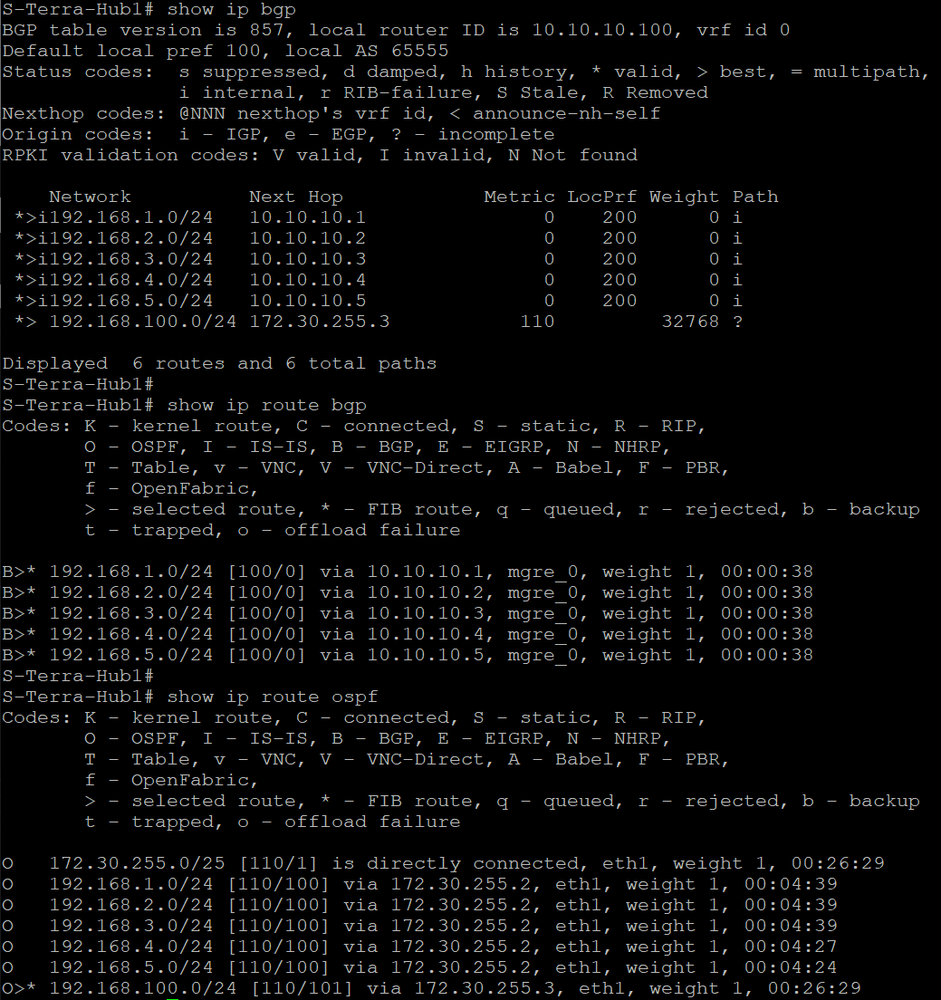 S-Terra-Hub1# show ip bgp
BGP table version is 857, local router ID is 10.10.10.100, vrf id 0
Default local pref 100, local AS 65555
Status codes:  s suppressed, d damped, h history, * valid, > best, = multipath,
               i internal, r RIB-failure, S Stale, R Removed
Nexthop codes: @NNN nexthop's vrf id, < announce-nh-self
Origin codes:  i - IGP, e - EGP, ? - incomplete
RPKI validation codes: V valid, I invalid, N Not found
    Network          Next Hop            Metric LocPrf Weight Path
 *>i192.168.1.0/24   10.10.10.1               0    200      0 i
 *>i192.168.2.0/24   10.10.10.2               0    200      0 i
 *>i192.168.3.0/24   10.10.10.3               0    200      0 i
 *>i192.168.4.0/24   10.10.10.4               0    200      0 i
 *>i192.168.5.0/24   10.10.10.5               0    200      0 i
 *> 192.168.100.0/24 172.30.255.3           110         32768 ?
Displayed  6 routes and 6 total paths
S-Terra-Hub1#
S-Terra-Hub1# show ip route bgp
Codes: K - kernel route, C - connected, S - static, R - RIP,
       O - OSPF, I - IS-IS, B - BGP, E - EIGRP, N - NHRP,
       T - Table, v - VNC, V - VNC-Direct, A - Babel, F - PBR,
       f - OpenFabric,
       > - selected route, * - FIB route, q - queued, r - rejected, b - backup
       t - trapped, o - offload failure
B>* 192.168.1.0/24 [100/0] via 10.10.10.1, mgre_0, weight 1, 00:00:38
B>* 192.168.2.0/24 [100/0] via 10.10.10.2, mgre_0, weight 1, 00:00:38
B>* 192.168.3.0/24 [100/0] via 10.10.10.3, mgre_0, weight 1, 00:00:38
B>* 192.168.4.0/24 [100/0] via 10.10.10.4, mgre_0, weight 1, 00:00:38
B>* 192.168.5.0/24 [100/0] via 10.10.10.5, mgre_0, weight 1, 00:00:38
S-Terra-Hub1#
S-Terra-Hub1# show ip route ospf
Codes: K - kernel route, C - connected, S - static, R - RIP,
       O - OSPF, I - IS-IS, B - BGP, E - EIGRP, N - NHRP,
       T - Table, v - VNC, V - VNC-Direct, A - Babel, F - PBR,
       f - OpenFabric,
       > - selected route, * - FIB route, q - queued, r - rejected, b - backup
       t - trapped, o - offload failure
O   172.30.255.0/25 [110/1] is directly connected, eth1, weight 1, 00:26:29
O   192.168.1.0/24 [110/100] via 172.30.255.2, eth1, weight 1, 00:04:39
O   192.168.2.0/24 [110/100] via 172.30.255.2, eth1, weight 1, 00:04:39
O   192.168.3.0/24 [110/100] via 172.30.255.2, eth1, weight 1, 00:04:39
O   192.168.4.0/24 [110/100] via 172.30.255.2, eth1, weight 1, 00:04:27
O   192.168.5.0/24 [110/100] via 172.30.255.2, eth1, weight 1, 00:04:24
O>* 192.168.100.0/24 [110/101] via 172.30.255.3, eth1, weight 1, 00:26:29